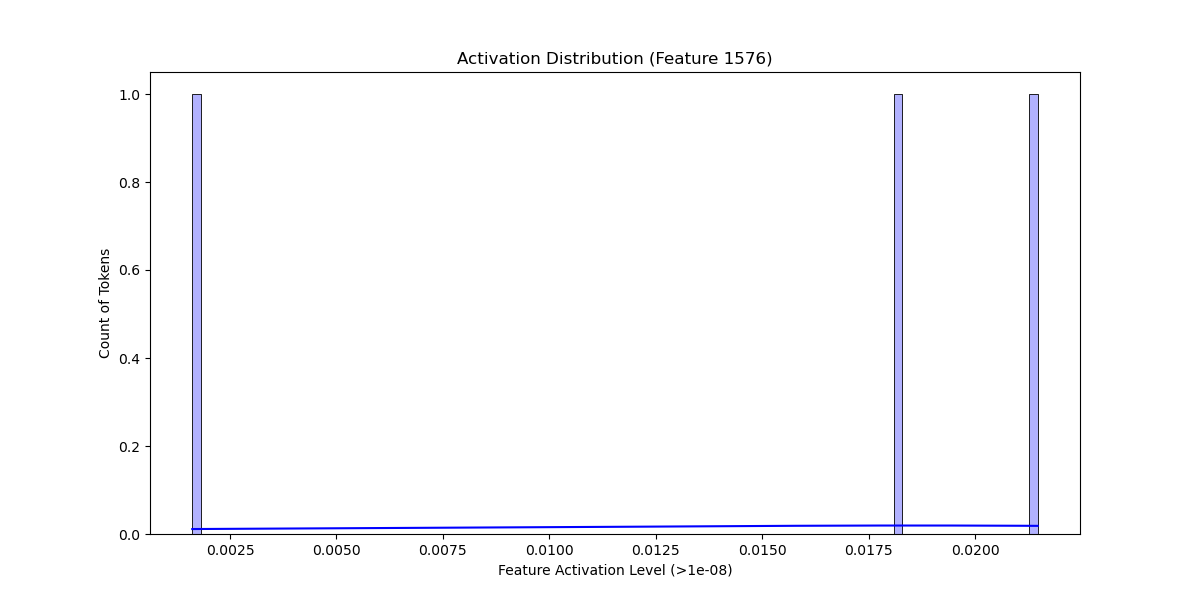 Activation Distribution (Feature 1576)
Count of Tokens
1.0
0.8
0.6
0.4
0.2
0.0
0.0025 0.0050 0.0075 0.0100 0.0125 0.0150 0.0175 0.0200
Feature Activation Level (>1e-08)